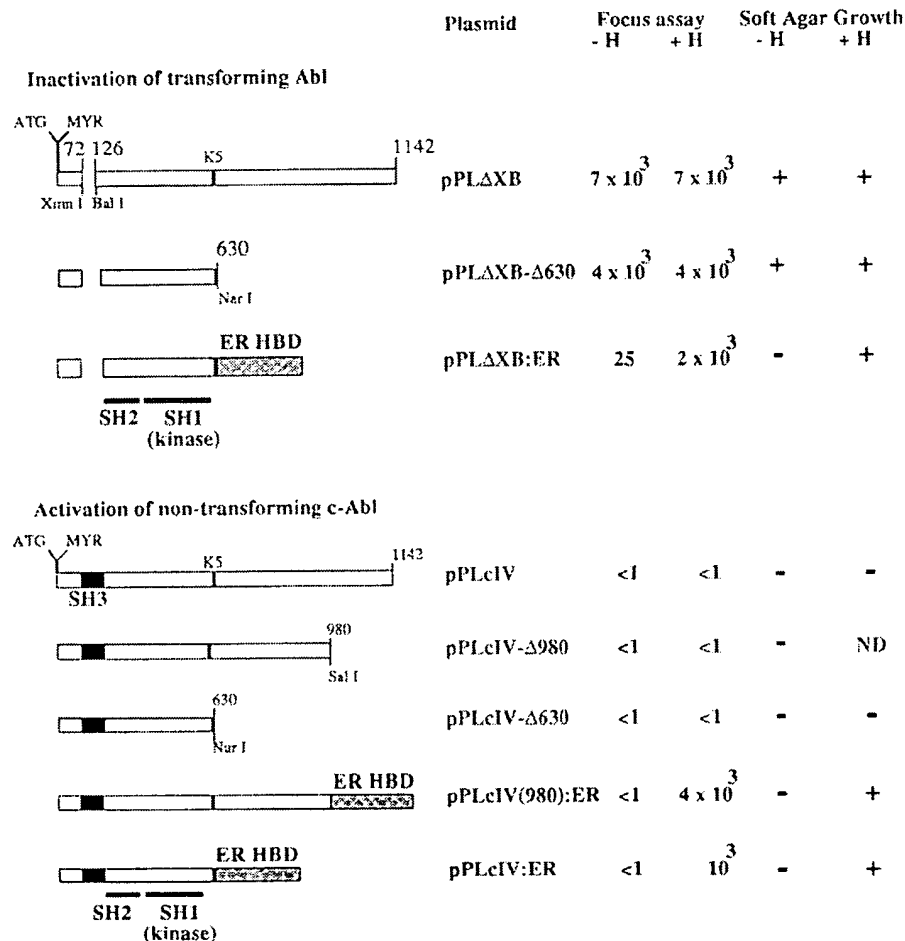 Plasmid Focus assay Soft Agar Growth
- H + H - H + H
Inactivation of transforming Abl
ATG MYR
72 126 K5 1142
Xmn I Bal I
pPLΔXB 7 x 10³ 7 x 10³ + +
630
Nar I
pPLΔXB-Δ630 4 x 10³ 4 x 10³ + +
ER HBD
pPLΔXB:ER 25 2 x 10³ - +
SH2 SH1
(kinase)
Activation of non-transforming c-Abl
ATG MYR
K5 1142
SH3
pPLcIV <1 <1 - -
980
Sal I
pPLcIV-Δ980 <1 <1 - ND
630
Nar I
pPLcIV-Δ630 <1 <1 - -
ER HBD
pPLcIV(980):ER <1 4 x 10³ - +
ER HBD
pPLcIV:ER <1 10³ - +
SH2 SH1
(kinase)